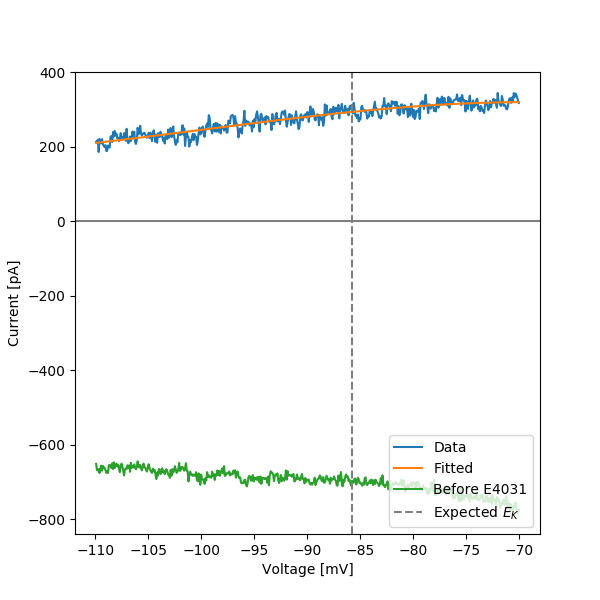 400
200
0
−200
−400
−600
−800
Current [pA]
Data
Fitted
Before E4031
Expected E_K
−110 −105 −100 −95 −90 −85 −80 −75 −70
Voltage [mV]